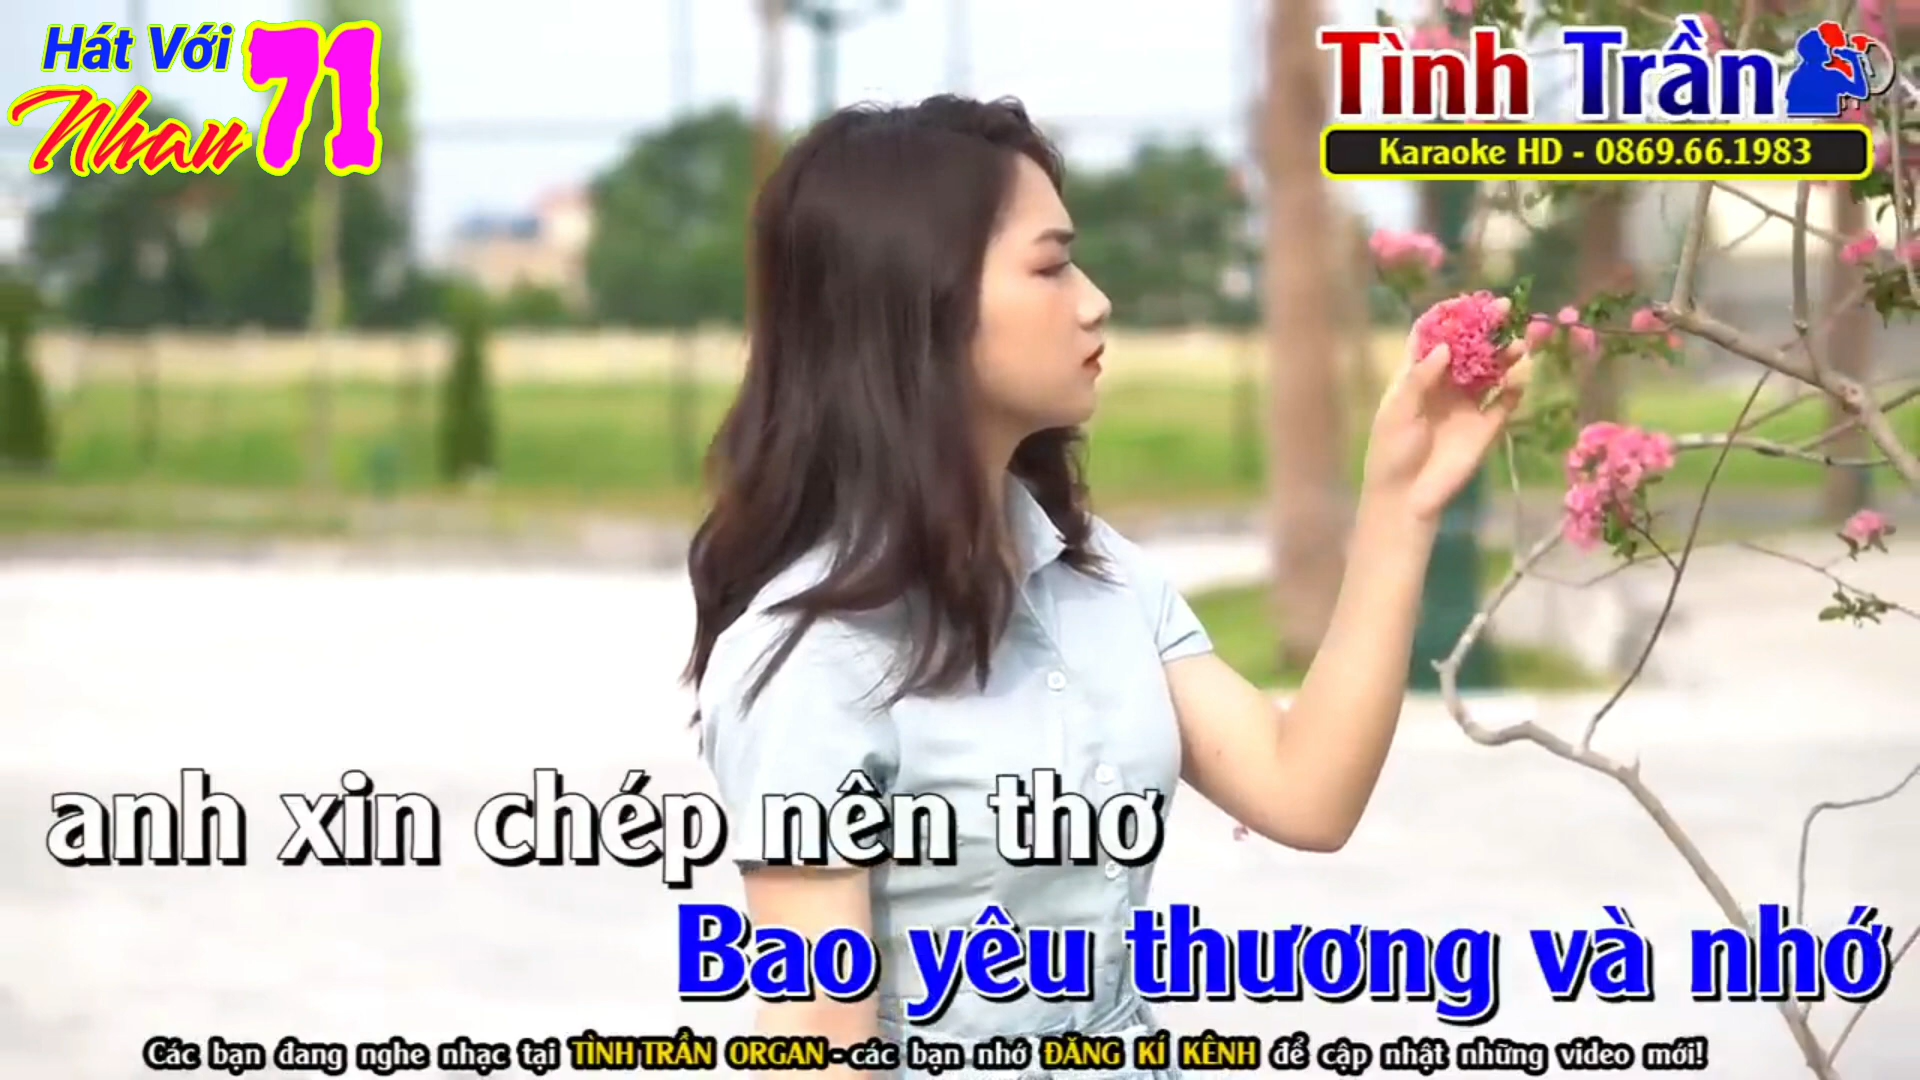 Hát Với
Nhan 71
Tình Trần
Karaoke HD - 0869.66.1983
anh xin chép nên thơ
Bao yêu thương và nhớ
Các bạn đang nghe nhạc tại TÌNH TRẦN ORGAN - các bạn nhớ ĐĂNG KÍ KÊNH để cập nhật những video mới!